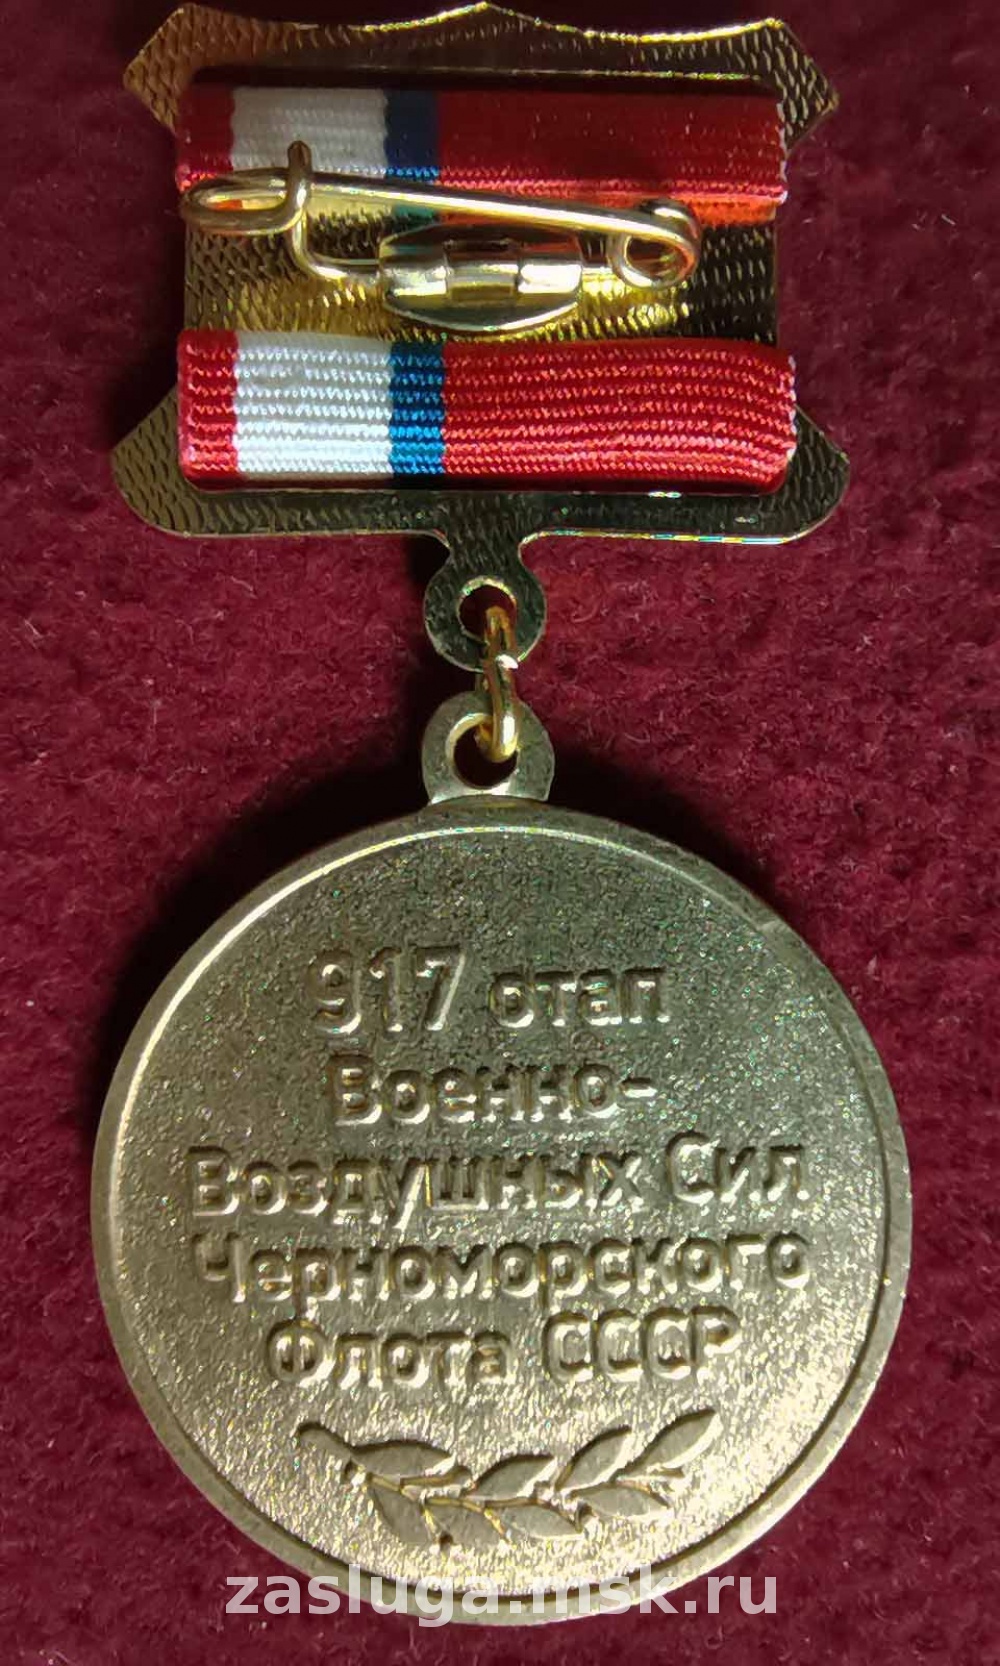 917 отап
Военно-
Воздушных Сил
Черноморского
Флота СССР
zasluga.msk.ru